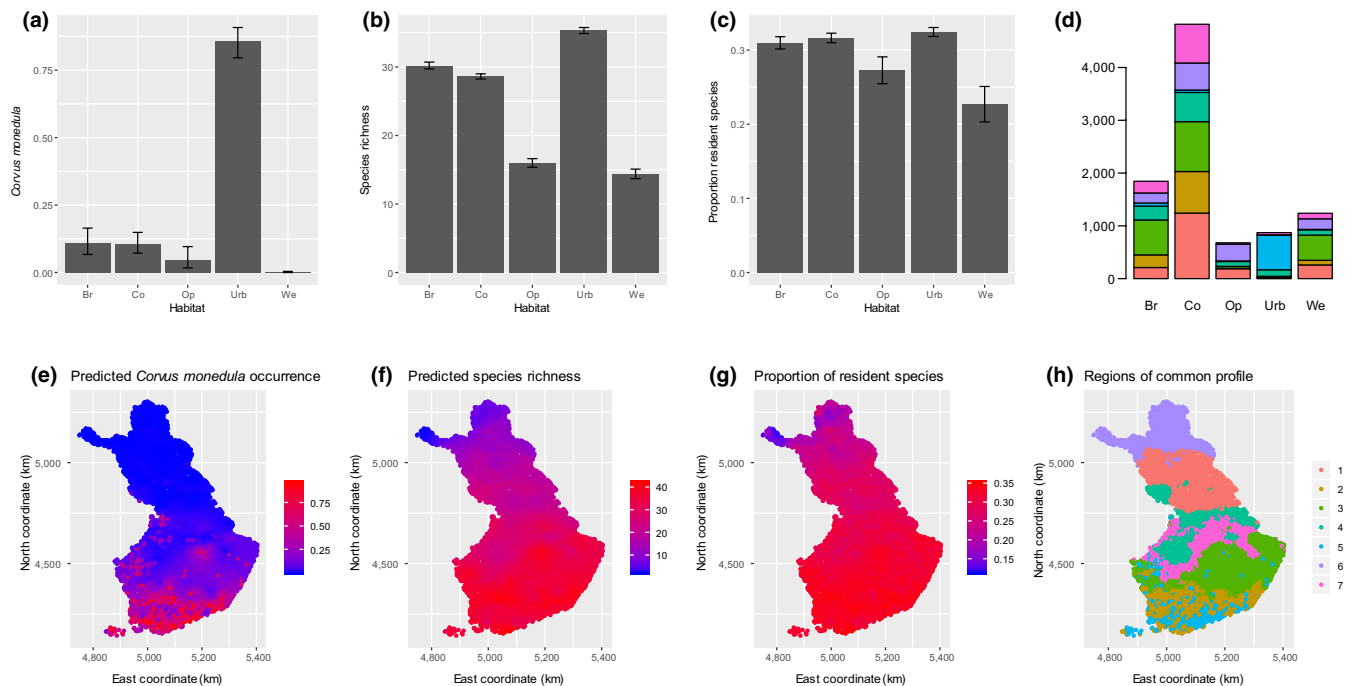 (a)
Corvus monedula
0.75
0.50
0.25
0.00
Br Co Op Urb We
Habitat
(b)
Species richness
30
20
10
0
Br Co Op Urb We
Habitat
(c)
Proportion resident species
0.3
0.2
0.1
0.0
Br Co Op Urb We
Habitat
(d)
4,000
3,000
2,000
1,000
0
Br Co Op Urb We
(e) Predicted Corvus monedula occurrence
North coordinate (km)
5,000
4,500
4,800 5,000 5,200 5,400
East coordinate (km)
0.75
0.50
0.25
(f) Predicted species richness
North coordinate (km)
5,000
4,500
4,800 5,000 5,200 5,400
East coordinate (km)
40
30
20
10
(g) Proportion of resident species
North coordinate (km)
5,000
4,500
4,800 5,000 5,200 5,400
East coordinate (km)
0.35
0.30
0.25
0.20
0.15
(h) Regions of common profile
North coordinate (km)
5,000
4,500
4,800 5,000 5,200 5,400
East coordinate (km)
1
2
3
4
5
6
7